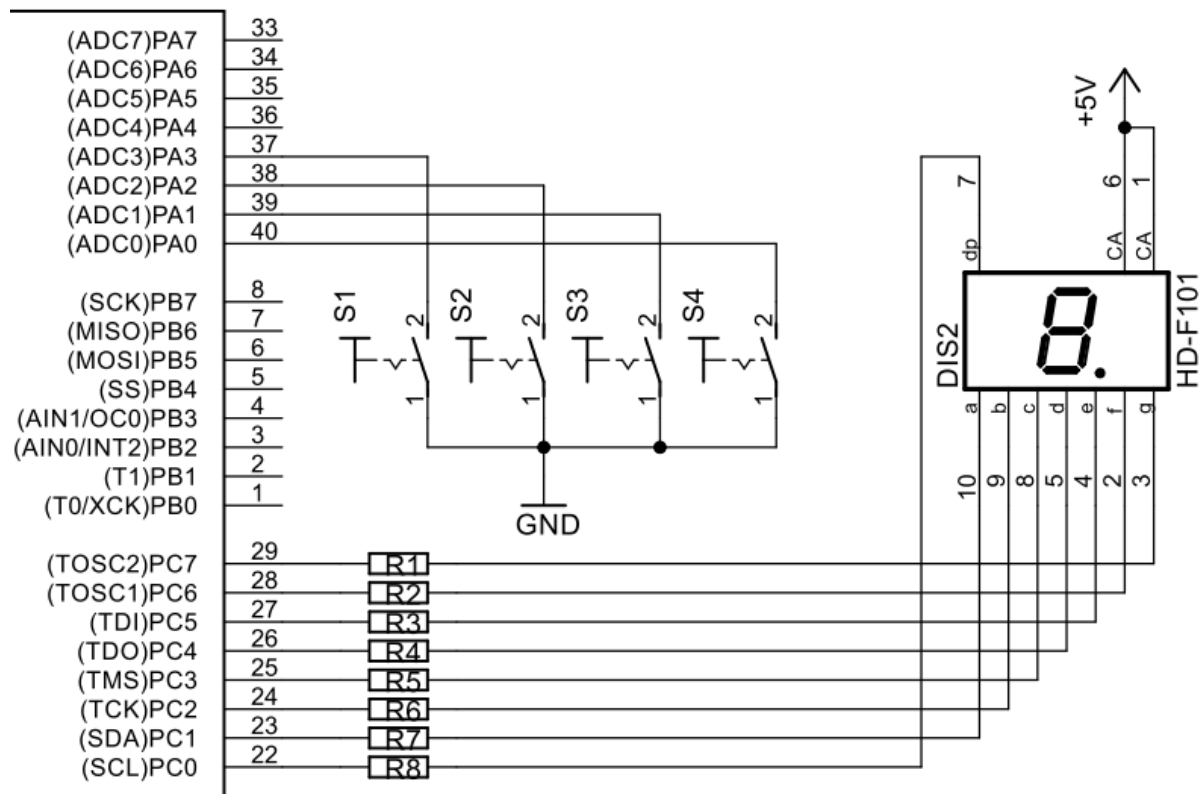 (ADC7)PA7 33
(ADC6)PA6 34
(ADC5)PA5 35
(ADC4)PA4 36
(ADC3)PA3 37
(ADC2)PA2 38
(ADC1)PA1 39
(ADC0)PA0 40
(SCK)PB7 8
(MISO)PB6 7
(MOSI)PB5 6
(SS)PB4 5
(AIN1/OC0)PB3 4
(AIN0/INT2)PB2 3
(T1)PB1 2
(T0/XCK)PB0 1
(TOSC2)PC7 29
(TOSC1)PC6 28
(TDI)PC5 27
(TDO)PC4 26
(TMS)PC3 25
(TCK)PC2 24
(SDA)PC1 23
(SCL)PC0 22
S1
2
1
S2
2
1
S3
2
1
S4
2
1
GND
R1
R2
R3
R4
R5
R6
R7
R8
+5V
7
6
1
dp
CA
CA
DIS2
8.
HD-F101
a
b
c
d
e
f
g
10
9
8
5
4
2
3